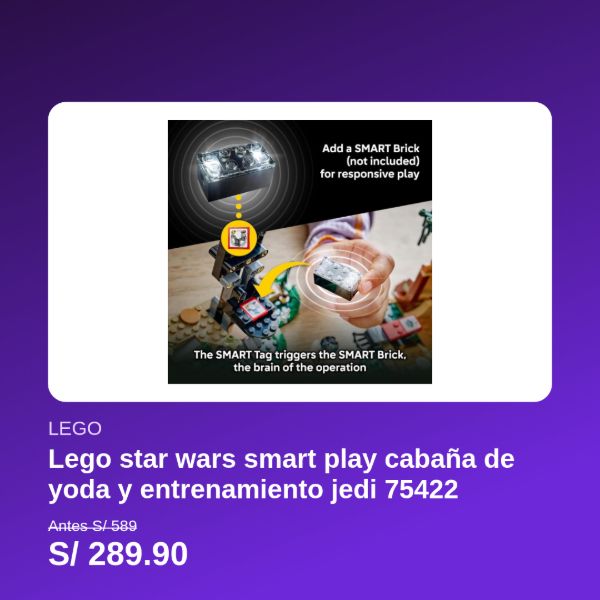 Add a SMART Brick
(not included)
for responsive play
The SMART Tag triggers the SMART Brick,
the brain of the operation
LEGO
Lego star wars smart play cabaña de
yoda y entrenamiento jedi 75422
Antes S/ 589
S/ 289.90